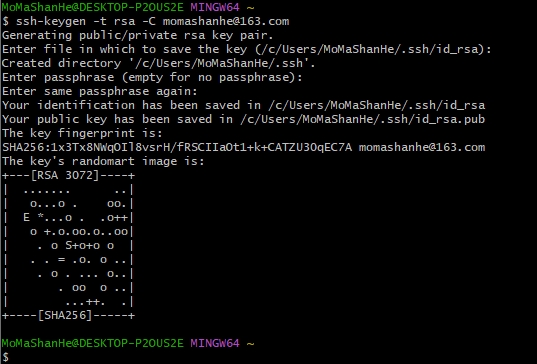 MoMaShanHe@DESKTOP-P2OUS2E MINGW64 ~
$ ssh-keygen -t rsa -C momashanhe@163.com
Generating public/private rsa key pair.
Enter file in which to save the key (/c/Users/MoMaShanHe/.ssh/id_rsa):
Created directory '/c/Users/MoMaShanHe/.ssh'.
Enter passphrase (empty for no passphrase):
Enter same passphrase again:
Your identification has been saved in /c/Users/MoMaShanHe/.ssh/id_rsa
Your public key has been saved in /c/Users/MoMaShanHe/.ssh/id_rsa.pub
The key fingerprint is:
SHA256:1x3Tx8NWqOIl8vsrH/fRSCIIaOt1+k+CATZU3OqEC7A momashanhe@163.com
The key's randomart image is:
+---[RSA 3072]----+
|  .......      ..|
|   o...o .    oo.|
|  E *...o .  .o++|
|   o +.o.oo.o..oo|
|    . o S+o+o o  |
|   . . = .o. o ..|
|    . o . ... o..|
|     . oo  o ..  |
|        ...++.  .|
+----[SHA256]-----+
MoMaShanHe@DESKTOP-P2OUS2E MINGW64 ~
$